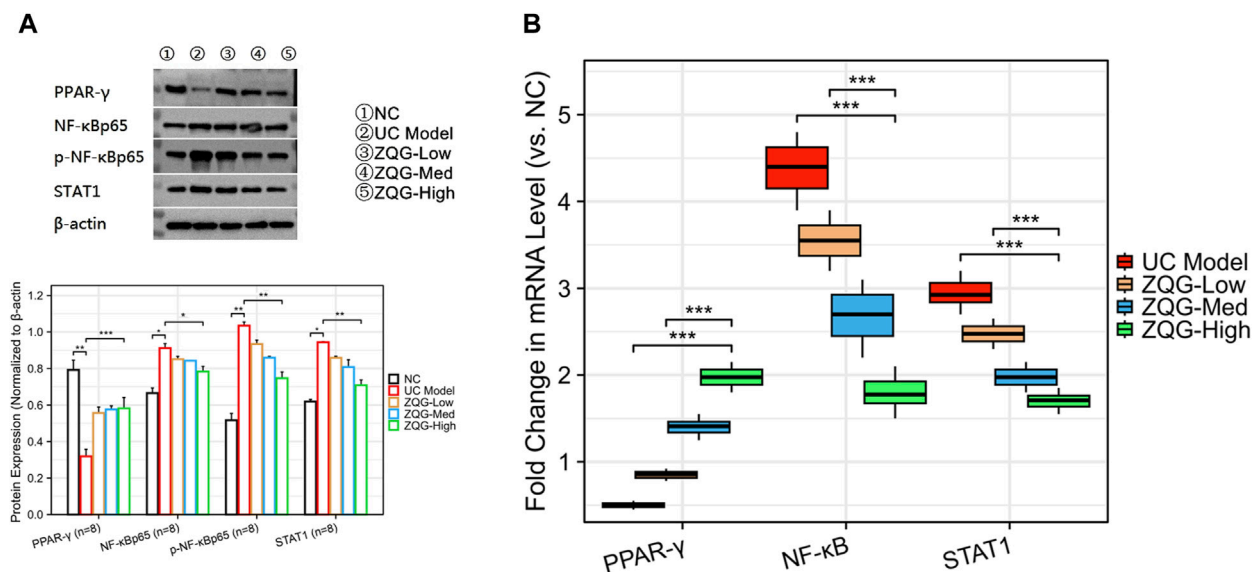 A
① ② ③ ④ ⑤
PPAR-γ
NF-κBp65
p-NF-κBp65
STAT1
β-actin
①NC
②UC Model
③ZQG-Low
④ZQG-Med
⑤ZQG-High
Protein Expression (Normalized to β-actin
1.2
1.0
0.8
0.6
0.4
0.2
0.0
** ***
* *
** **
* **
NC
UC Model
ZQG-Low
ZQG-Med
ZQG-High
PPAR-γ (n=8)
NF-κBp65 (n=8)
p-NF-κBp65 (n=8)
STAT1 (n=8)
B
Fold Change in mRNA Level (vs. NC)
5
4
3
2
1
***
***
***
***
***
***
UC Model
ZQG-Low
ZQG-Med
ZQG-High
PPAR-γ
NF-κB
STAT1